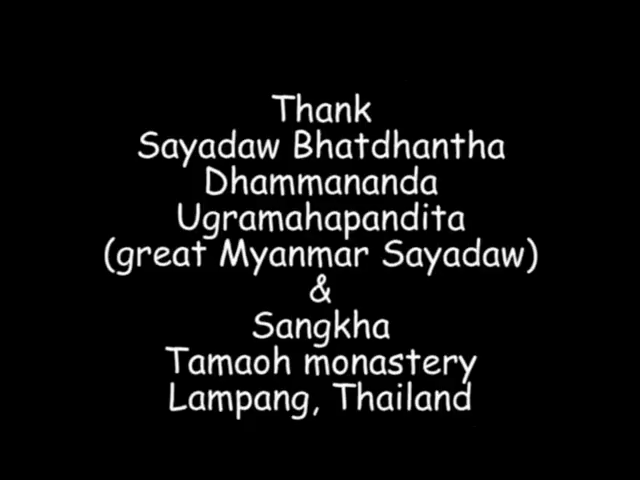 Thank
Sayadaw Bhatdhantha
Dhammananda
Ugramahapandita
(great Myanmar Sayadaw)
&
Sangkha
Tamaoh monastery
Lampang, Thailand